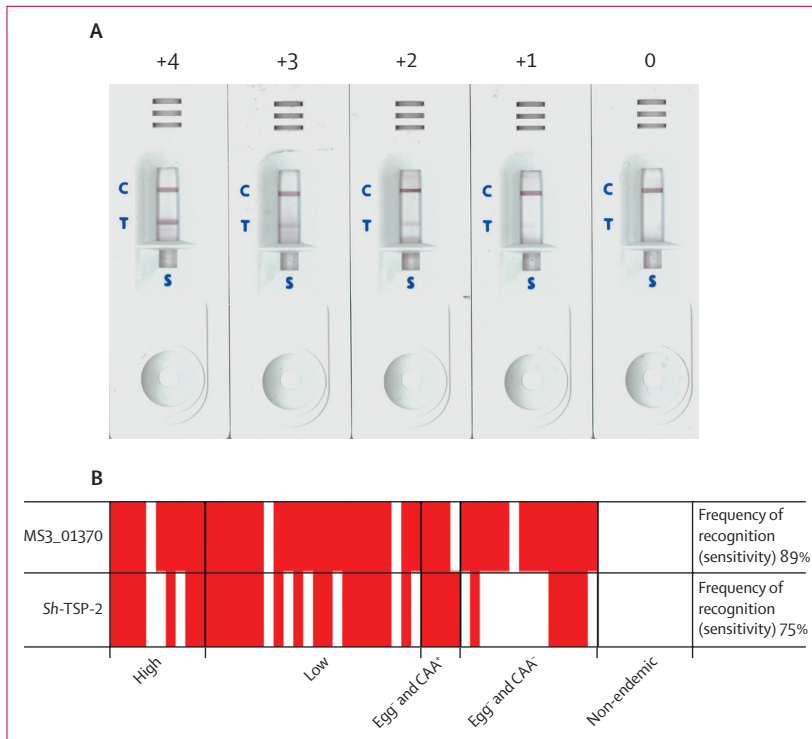 A
+4 +3 +2 +1 0
C C C C C
T T T T T
S S S S S
B
MS3_01370
Frequency of
recognition
(sensitivity) 89%
Sh-TSP-2
Frequency of
recognition
(sensitivity) 75%
High
Low
Egg⁻ and CAA⁺
Egg⁻ and CAA⁻
Non-endemic